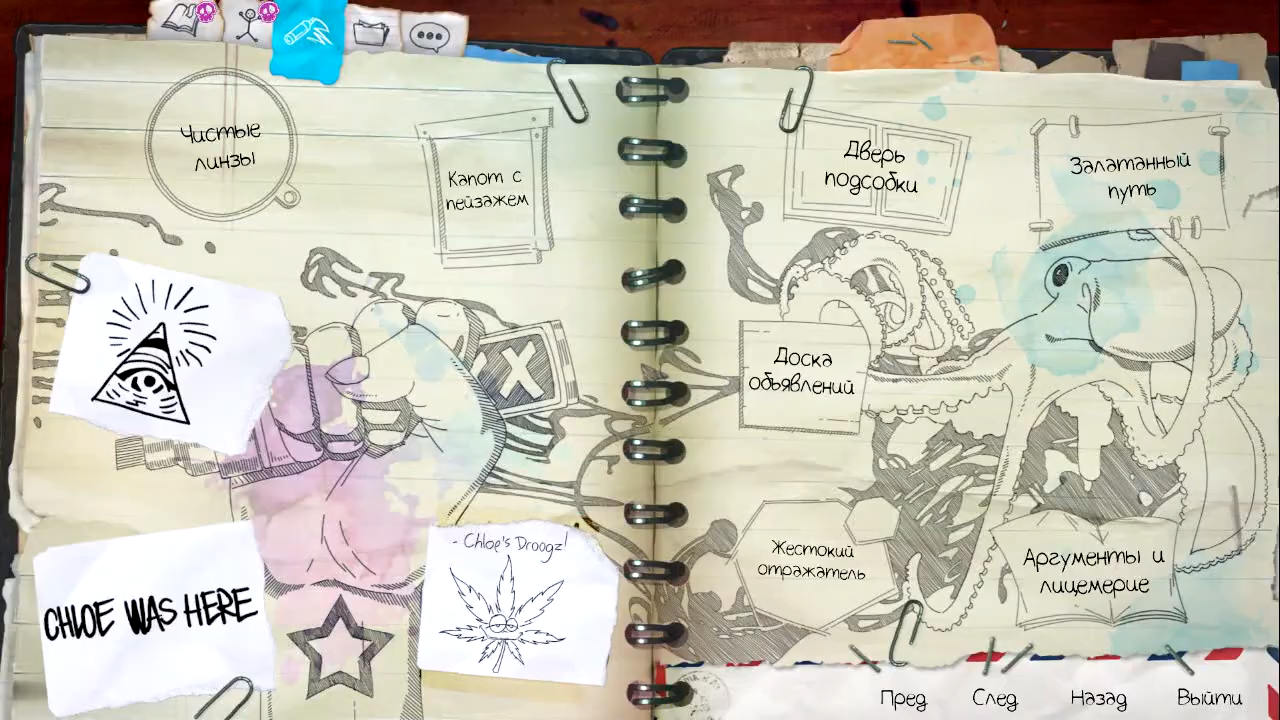 Чистые
линзы
Капот с
пейзажем
Дверь
подсобки
Залатанный
путь
Доска
объявлений
CHLOE WAS HERE
- Chloe's Droogz!
Жестокий
отражатель
Аргументы и
лицемерие
Пред
След
Назад
Выйти